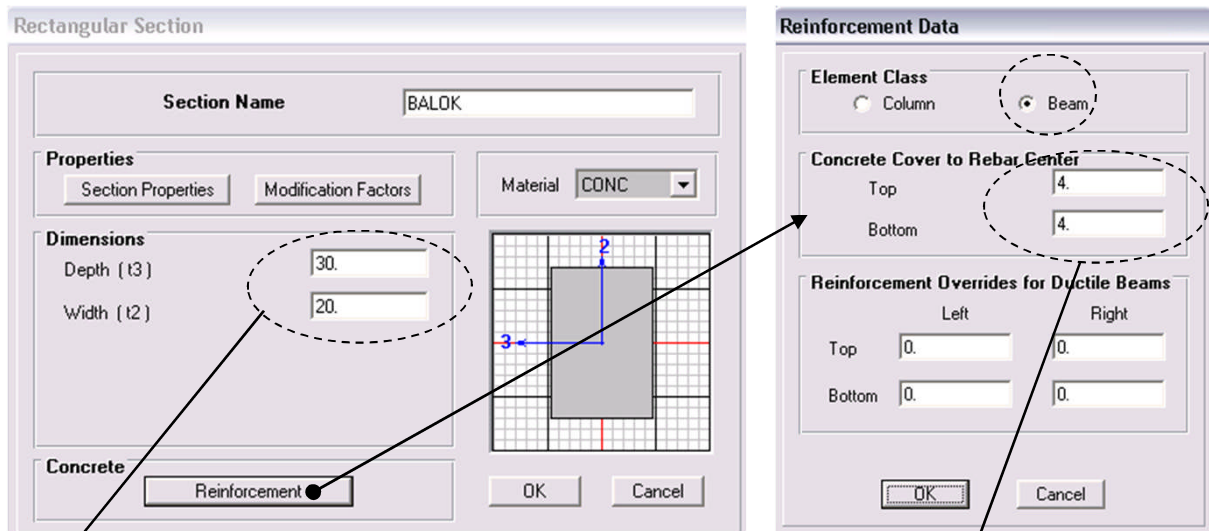 Rectangular Section
Section Name BALOK
Properties
Section Properties Modification Factors
Material CONC
Dimensions
Depth ( t3 ) 30.
Width ( t2 ) 20.
2
3
Concrete
Reinforcement
OK Cancel
Reinforcement Data
Element Class
Column Beam
Concrete Cover to Rebar Center
Top 4.
Bottom 4.
Reinforcement Overrides for Ductile Beams
Left Right
Top 0. 0.
Bottom 0. 0.
OK Cancel